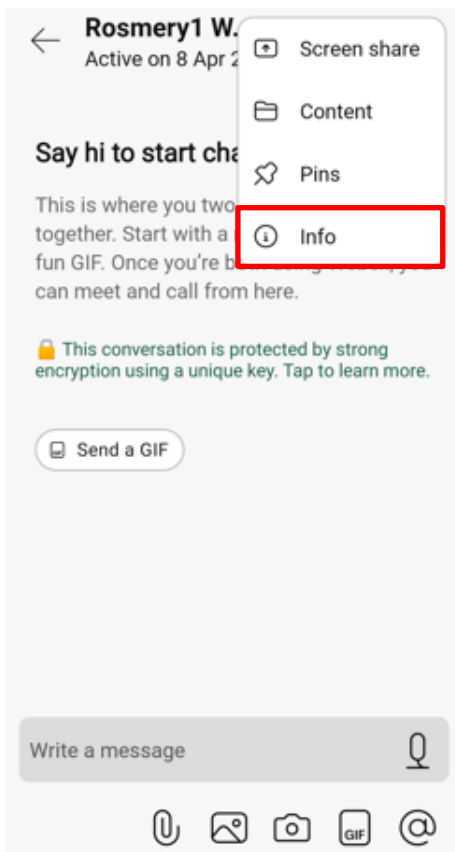 Rosmery1 W.
Active on 8 Apr 2
Screen share
Content
Pins
Info
Say hi to start cha
This is where you two
together. Start with a
fun GIF. Once you're b
can meet and call from here.
This conversation is protected by strong
encryption using a unique key. Tap to learn more.
Send a GIF
Write a message
GIF